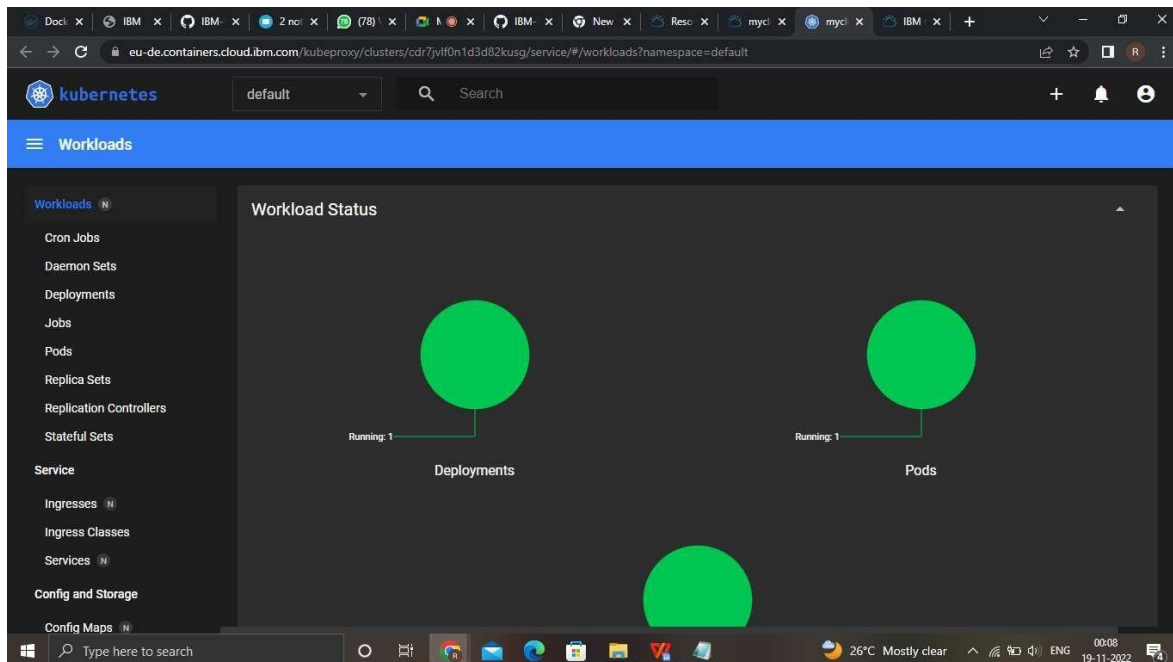 Dock IBM IBM- 2 not (78) \ IBM- New Reso mycl mycl IBM
eu-de.containers.cloud.ibm.com/kubeproxy/clusters/cdr7jvlf0n1d3d82kusg/service/#/workloads?namespace=default R
kubernetes default Search
Workloads
Workloads N
Workload Status
Cron Jobs
Daemon Sets
Deployments
Jobs
Pods
Replica Sets
Replication Controllers
Stateful Sets
Running: 1 Running: 1
Deployments Pods
Service
Ingresses N
Ingress Classes
Services N
Config and Storage
Config Maps N
Type here to search 26°C Mostly clear ENG 00:08
19-11-2022